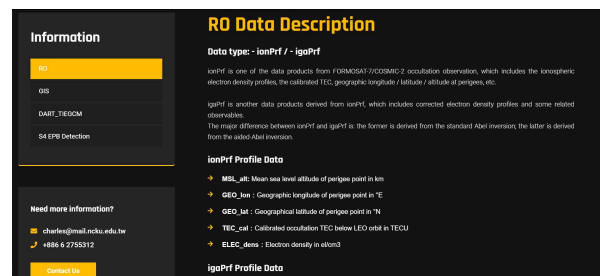 Information
RO
GIS
DART_TIEGCM
S4 EPB Detection
Need more information?
charles@mail.ncku.edu.tw
+886 6 2755312
Contact Us
RO Data Description
Data type: - ionPrf / - igaPrf
ionPrf is one of the data products from FORMOSAT-7/COSMIC-2 occultation observation, which includes the ionospheric
electron density profiles, the calibrated TEC, geographic longitude / latitude / altitude at perigees, etc.
igaPrf is another data products derived from ionPrf, which includes corrected electron density profiles and some related
observables.
The major difference between ionPrf and igaPrf is: the former is derived from the standard Abel inversion; the latter is derived
from the aided-Abel inversion.
ionPrf Profile Data
MSL_alt: Mean sea level altitude of perigee point in km
GEO_lon : Geographic longitude of perigee point in °E
GEO_lat : Geographical latitude of perigee point in °N
TEC_cal : Calibrated occultation TEC below LEO orbit in TECU
ELEC_dens : Electron density in el/cm3
igaPrf Profile Data